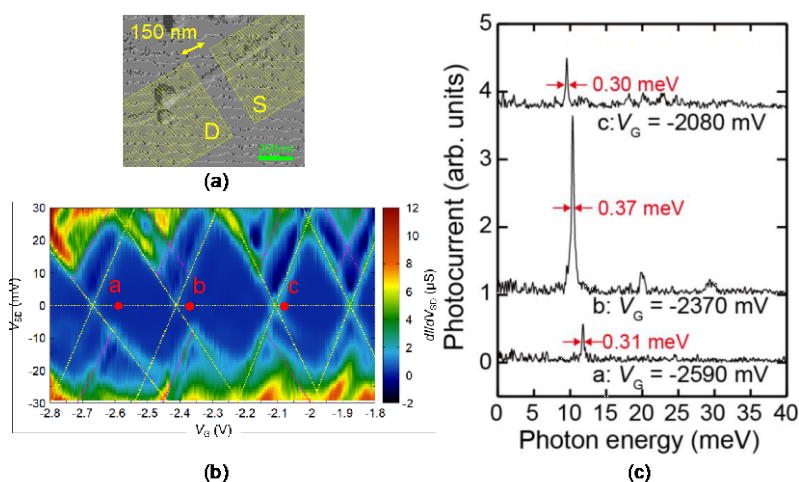 150 nm
S
D
200 nm
(a)
30
20
10
0
-10
-20
-30
V_SD (mV)
a
b
c
-2.8 -2.7 -2.6 -2.5 -2.4 -2.3 -2.2 -2.1 -2 -1.9 -1.8
V_G (V)
12
10
8
6
4
2
0
-2
dI/dV_SD (µS)
(b)
5
4
3
2
1
0
Photocurrent (arb. units)
0.30 meV
c:V_G = -2080 mV
0.37 meV
b: V_G = -2370 mV
0.31 meV
a: V_G = -2590 mV
0 5 10 15 20 25 30 35 40
Photon energy (meV)
(c)